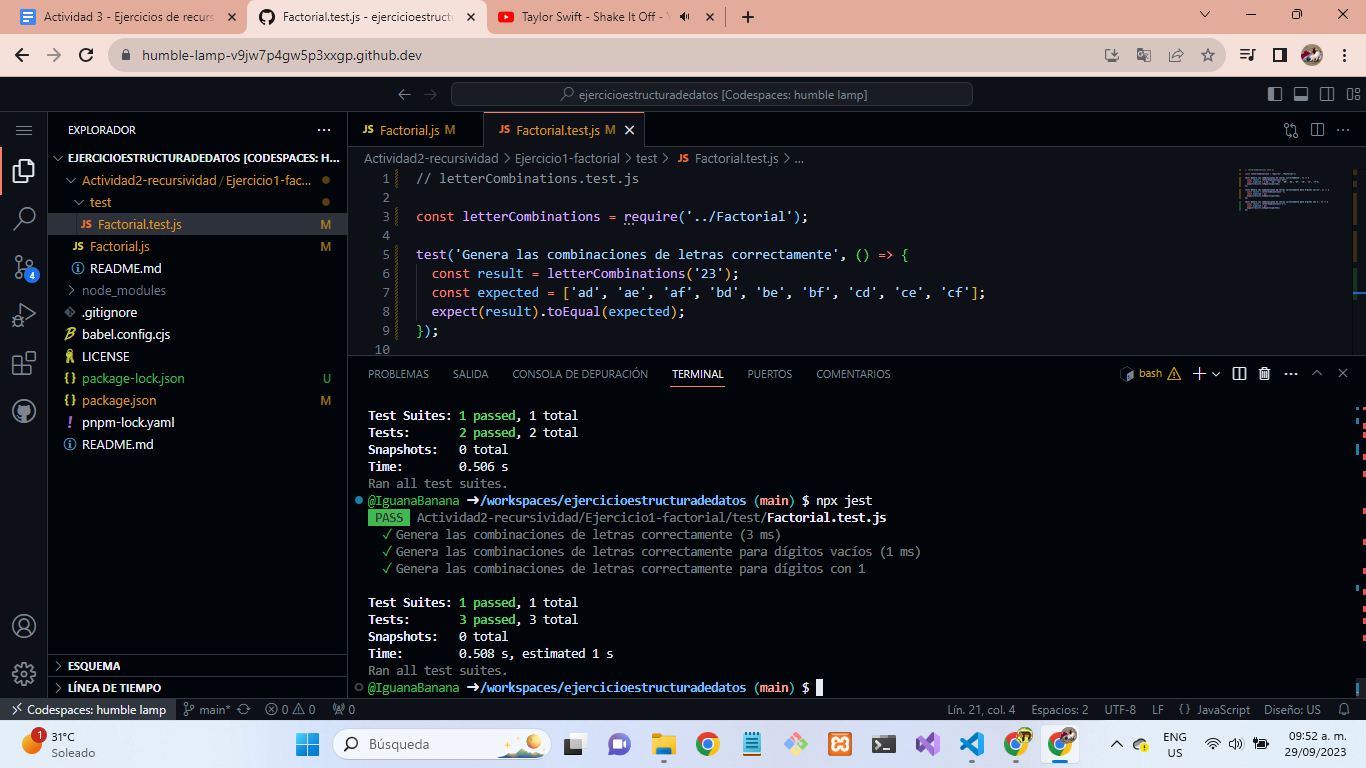 Actividad 3 - Ejercicios de recurs
Factorial.test.js - ejercicioestructu
Taylor Swift - Shake It Off - Y
humble-lamp-v9jw7p4gw5p3xxgp.github.dev
ejercicioestructuradedatos [Codespaces: humble lamp]
EXPLORADOR
EJERCICIOESTRUCTURADEDATOS [CODESPACES: H...
Actividad2-recursividad / Ejercicio1-fac...
test
JS Factorial.test.js M
JS Factorial.js M
README.md
node_modules
.gitignore
babel.config.cjs
LICENSE
package-lock.json U
package.json M
pnpm-lock.yaml
README.md
ESQUEMA
LÍNEA DE TIEMPO
4
JS Factorial.js M
JS Factorial.test.js M
Actividad2-recursividad > Ejercicio1-factorial > test > JS Factorial.test.js > ...
1 // letterCombinations.test.js
2
3 const letterCombinations = require('../Factorial');
4
5 test('Genera las combinaciones de letras correctamente', () => {
6 const result = letterCombinations('23');
7 const expected = ['ad', 'ae', 'af', 'bd', 'be', 'bf', 'cd', 'ce', 'cf'];
8 expect(result).toEqual(expected);
9 });
10
PROBLEMAS SALIDA CONSOLA DE DEPURACIÓN TERMINAL PUERTOS COMENTARIOS
bash
Test Suites: 1 passed, 1 total
Tests: 2 passed, 2 total
Snapshots: 0 total
Time: 0.506 s
Ran all test suites.
@IguanaBanana ➜/workspaces/ejercicioestructuradedatos (main) $ npx jest
PASS Actividad2-recursividad/Ejercicio1-factorial/test/Factorial.test.js
✓ Genera las combinaciones de letras correctamente (3 ms)
✓ Genera las combinaciones de letras correctamente para dígitos vacíos (1 ms)
✓ Genera las combinaciones de letras correctamente para dígitos con 1
Test Suites: 1 passed, 1 total
Tests: 3 passed, 3 total
Snapshots: 0 total
Time: 0.508 s, estimated 1 s
Ran all test suites.
@IguanaBanana ➜/workspaces/ejercicioestructuradedatos (main) $
Codespaces: humble lamp main* 0 0 0 Lín. 21, col. 4 Espacios: 2 UTF-8 LF {} JavaScript Diseño: US
1
31°C
Soleado
Búsqueda
ENG
US
09:52 a. m.
29/09/2023